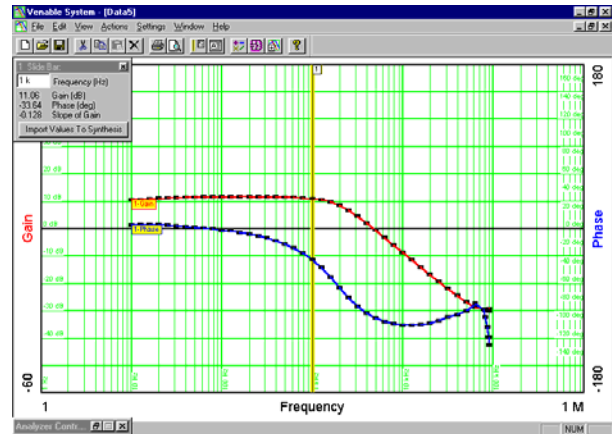 Venable System - [Data5]
File Edit View Actions Settings Window Help
1 Slide Bar
1 k Frequency (Hz)
11.06 Gain (dB)
-33.64 Phase (deg)
-0.128 Slope of Gain
Import Values To Synthesis
1
180
20 dB
10 dB
0 dB
-10 dB
-20 dB
-30 dB
-40 dB
1-Gain
1-Phase
Gain
Phase
-60
-180
1
Frequency
1 M
Analyzer Contr...
NUM